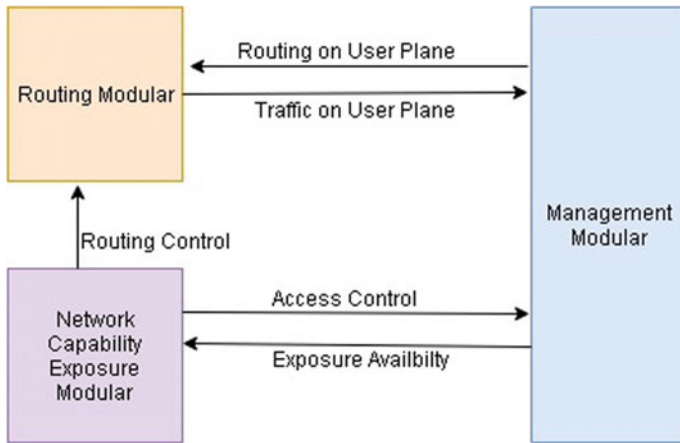 Routing on User Plane
Routing Modular
Traffic on User Plane
Management
Modular
Routing Control
Access Control
Network
Capability
Exposure
Modular
Exposure Availbilty